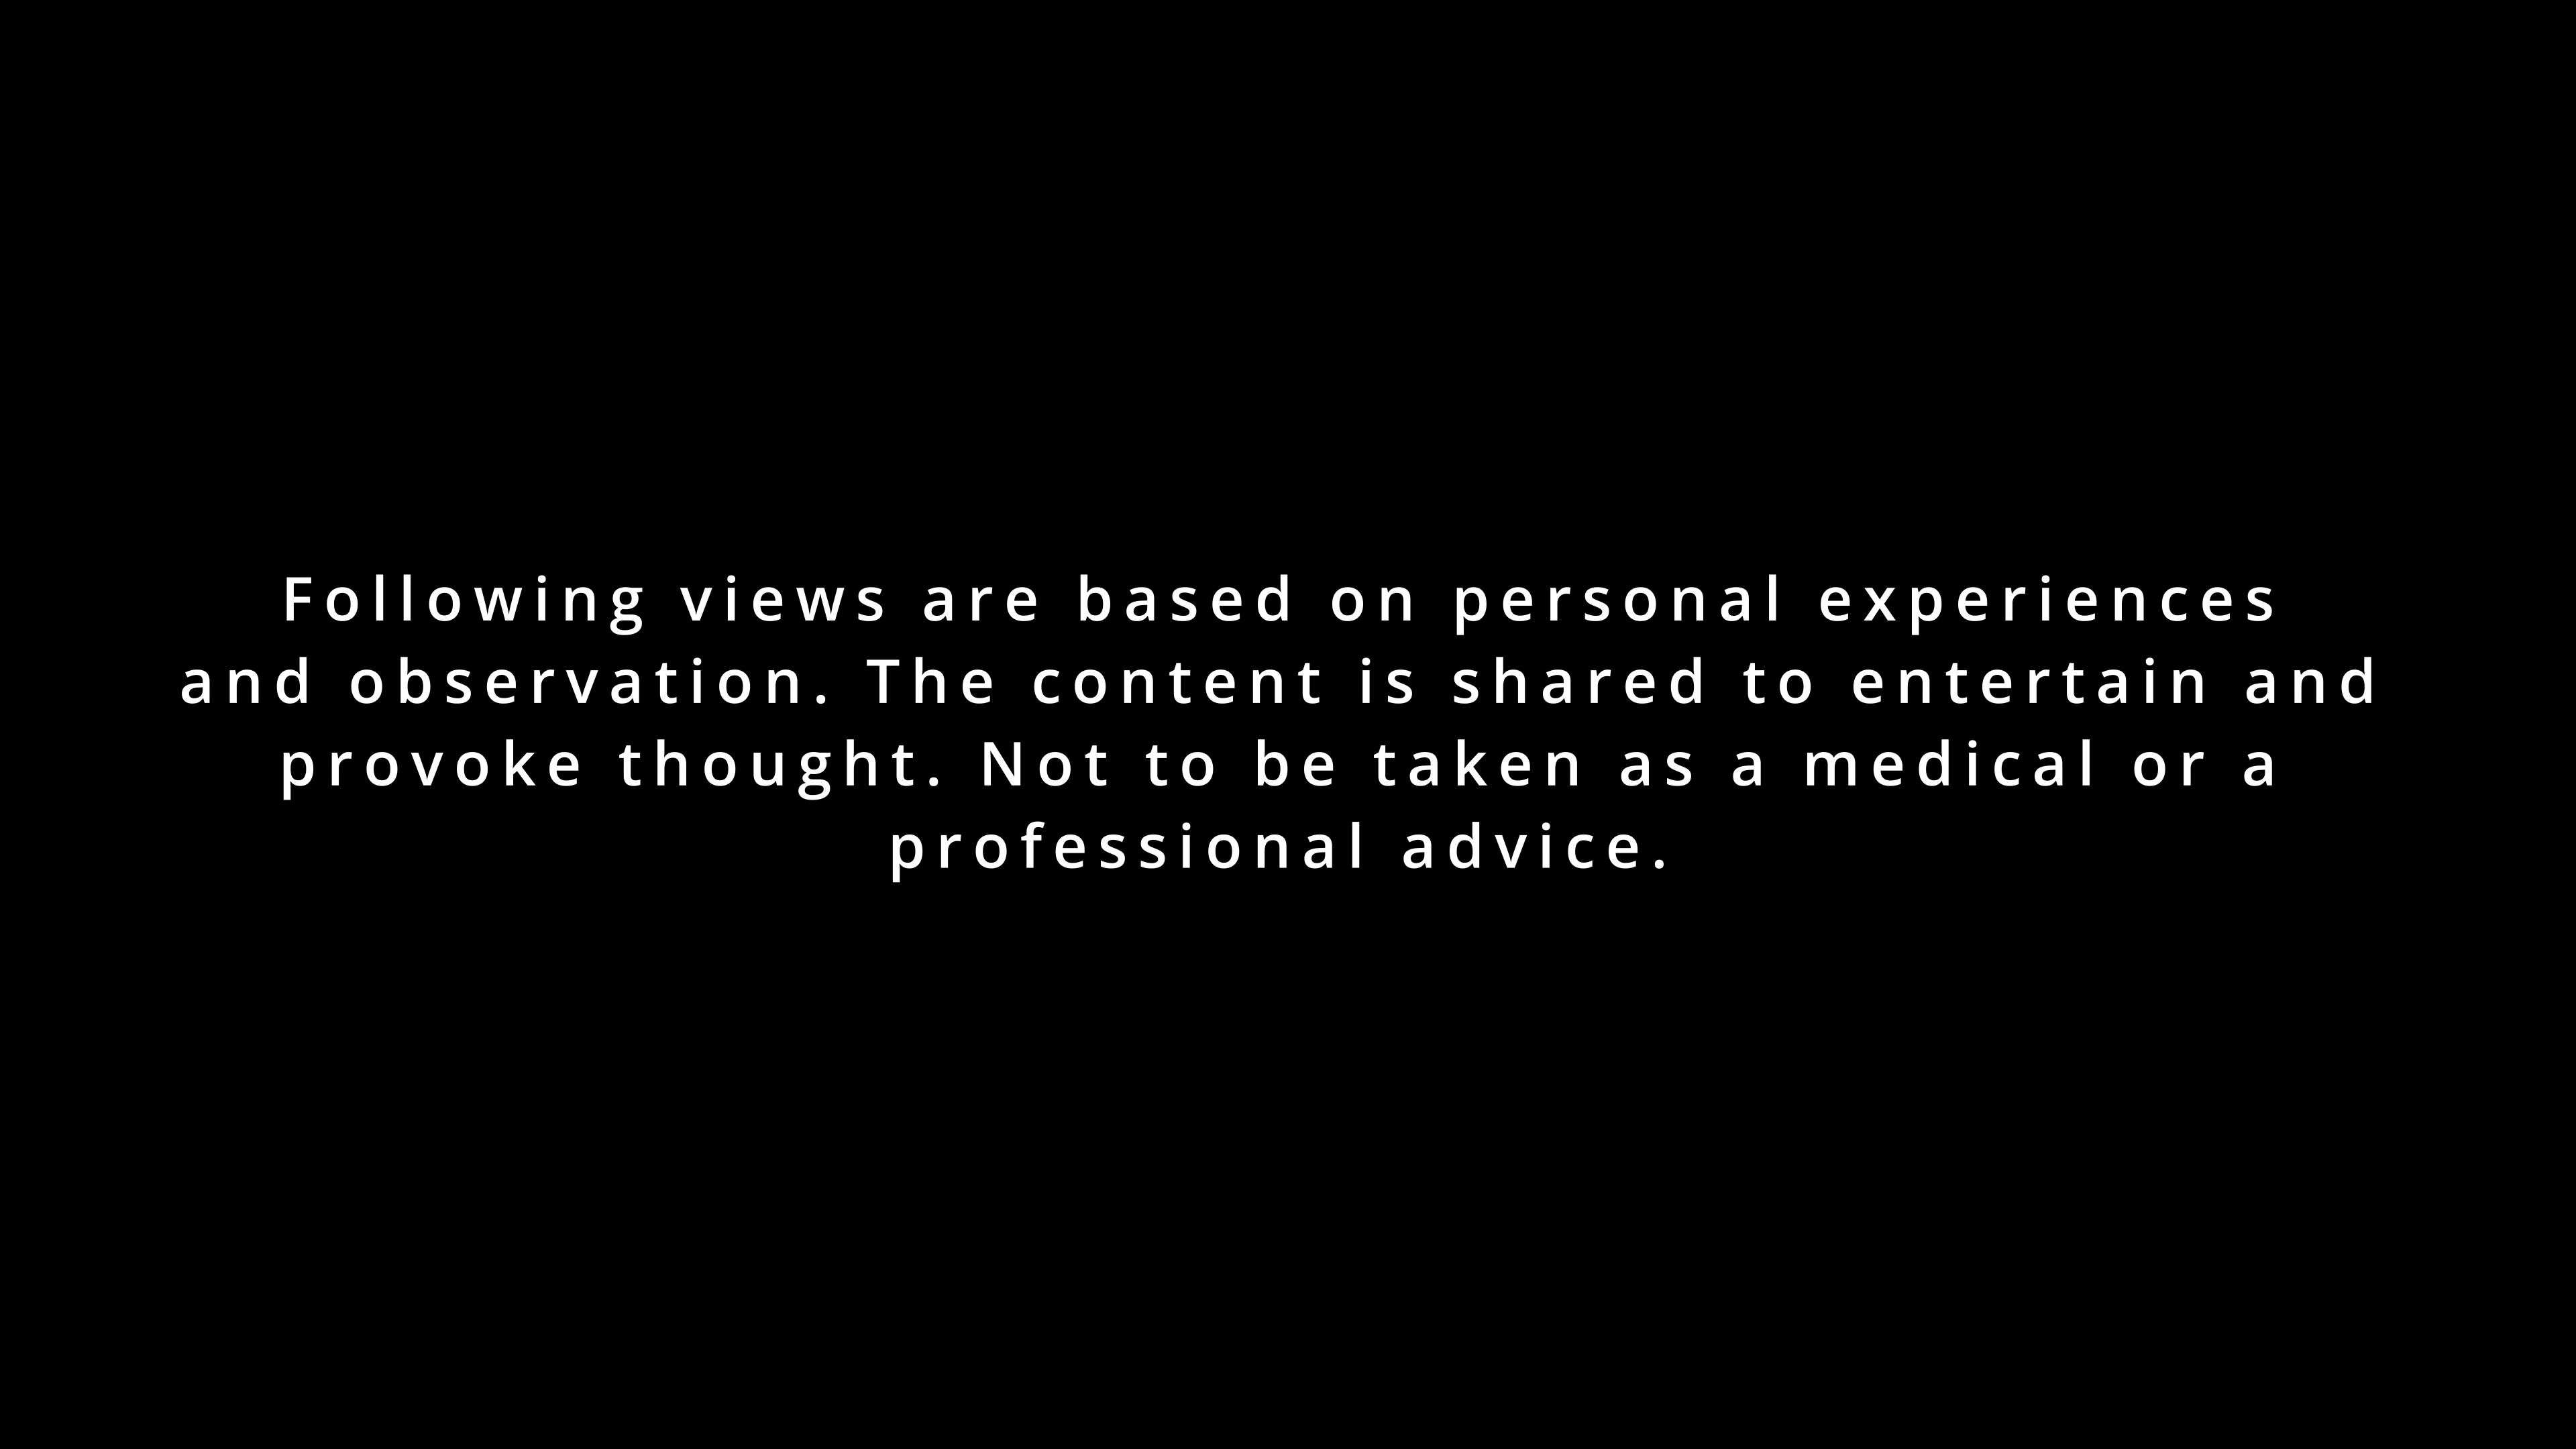 Following views are based on personal experiences
and observation. The content is shared to entertain and
provoke thought. Not to be taken as a medical or a
professional advice.